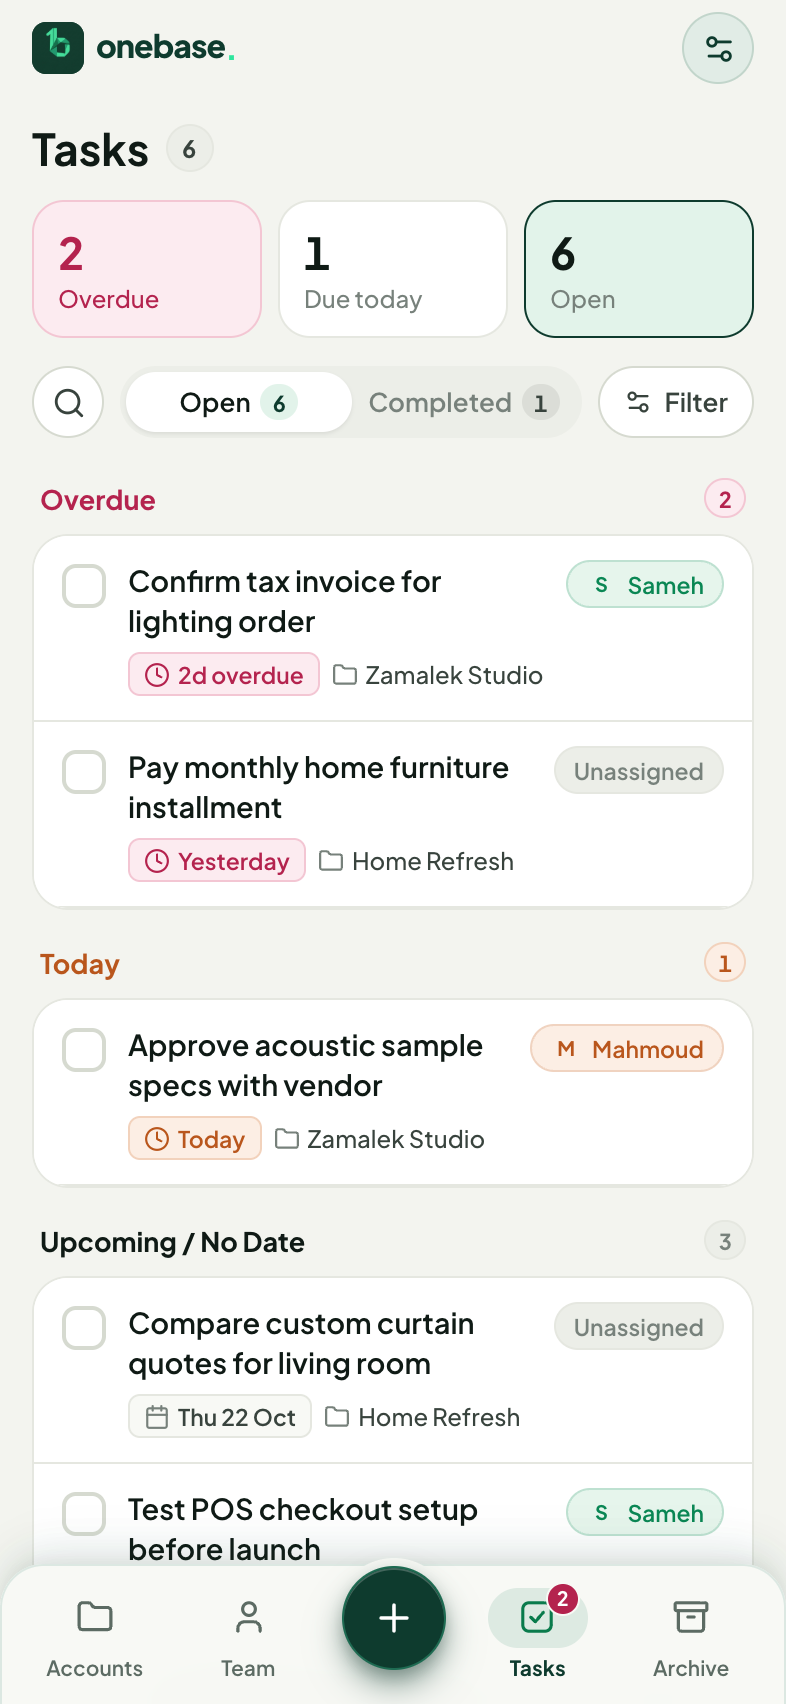 onebase.
Tasks 6
2
Overdue
1
Due today
6
Open
Open 6
Completed 1
Filter
Overdue 2
Confirm tax invoice for
lighting order
S Sameh
2d overdue
Zamalek Studio
Pay monthly home furniture
installment
Unassigned
Yesterday
Home Refresh
Today 1
Approve acoustic sample
specs with vendor
M Mahmoud
Today
Zamalek Studio
Upcoming / No Date 3
Compare custom curtain
quotes for living room
Unassigned
Thu 22 Oct
Home Refresh
Test POS checkout setup
before launch
S Sameh
Accounts
Team
2
Tasks
Archive